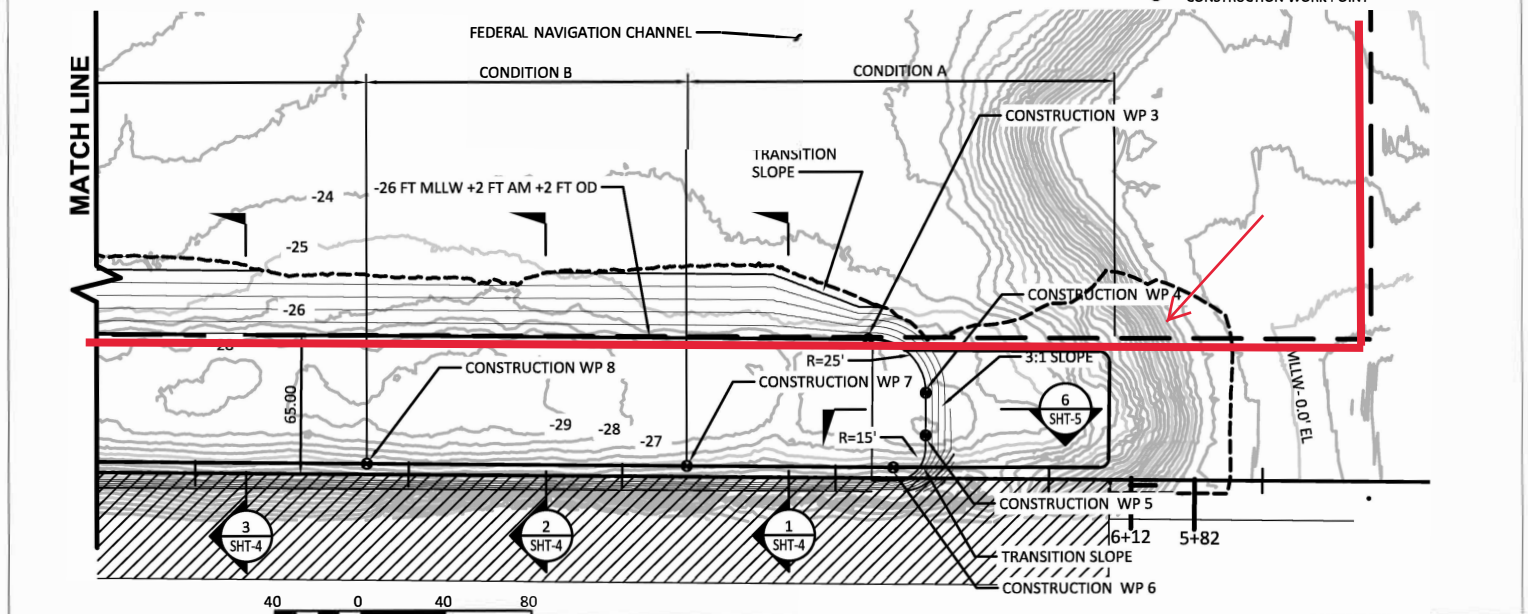 CONSTRUCTION WORK POINT
FEDERAL NAVIGATION CHANNEL
CONDITION B
CONDITION A
MATCH LINE
CONSTRUCTION WP 3
TRANSITION
SLOPE
-26 FT MLLW +2 FT AM +2 FT OD
-24
-25
-26
CONSTRUCTION WP 4
R=25'
3:1 SLOPE
CONSTRUCTION WP 8
CONSTRUCTION WP 7
65.00
6
SHT-5
MLLW- 0.0' EL
-29
-28
-27
R=15'
CONSTRUCTION WP 5
3
SHT-4
2
SHT-4
1
SHT-4
6+12
5+82
TRANSITION SLOPE
CONSTRUCTION WP 6
40
0
40
80